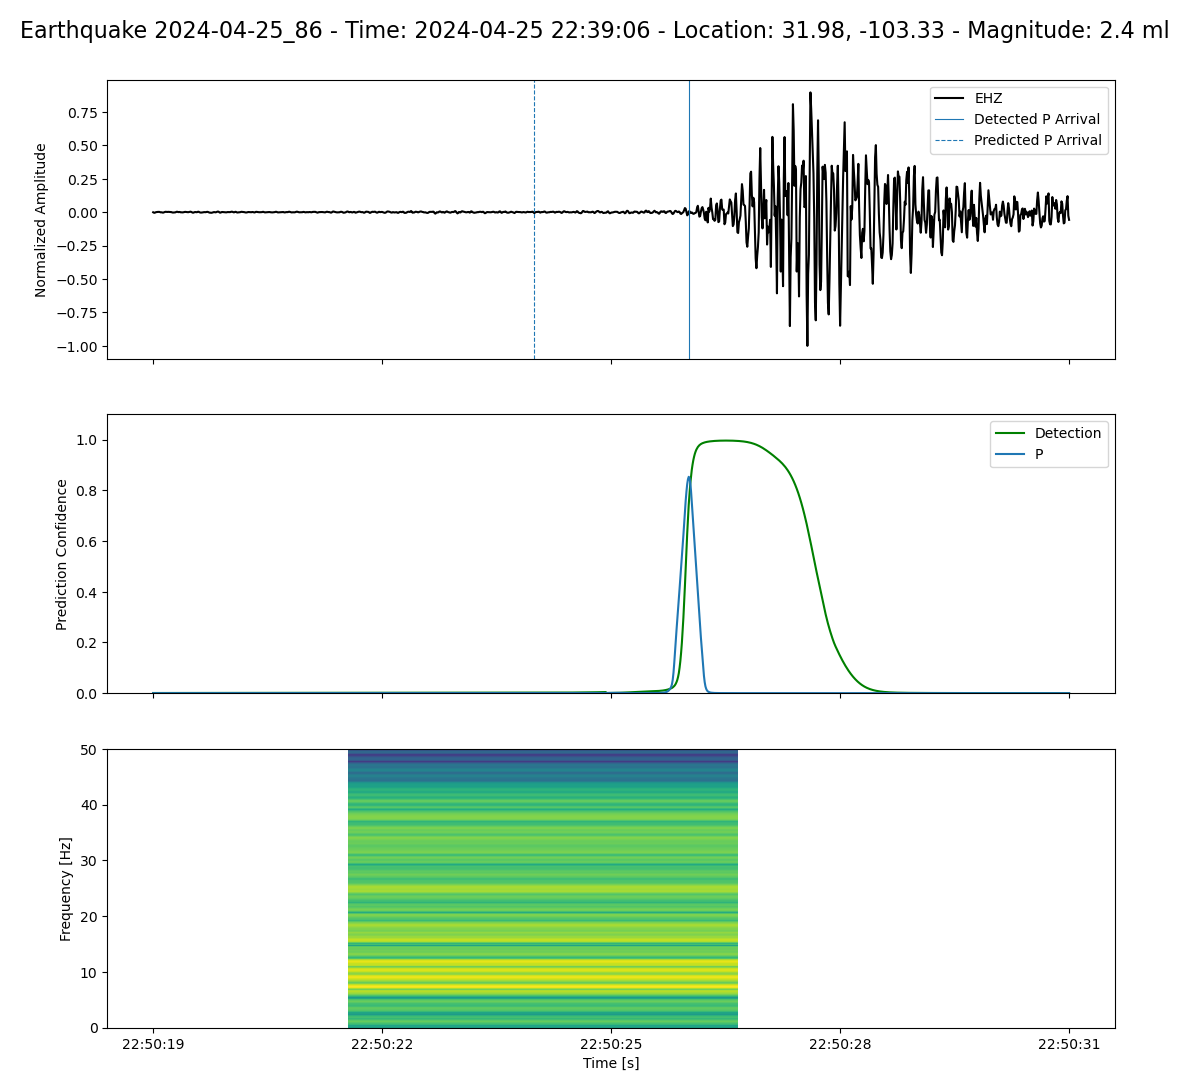 Earthquake 2024-04-25_86 - Time: 2024-04-25 22:39:06 - Location: 31.98, -103.33 - Magnitude: 2.4 ml
Normalized Amplitude
0.75
0.50
0.25
0.00
−0.25
−0.50
−0.75
−1.00
EHZ
Detected P Arrival
Predicted P Arrival
Prediction Confidence
1.0
0.8
0.6
0.4
0.2
0.0
Detection
P
Frequency [Hz]
50
40
30
20
10
0
22:50:19 22:50:22 22:50:25 22:50:28 22:50:31
Time [s]